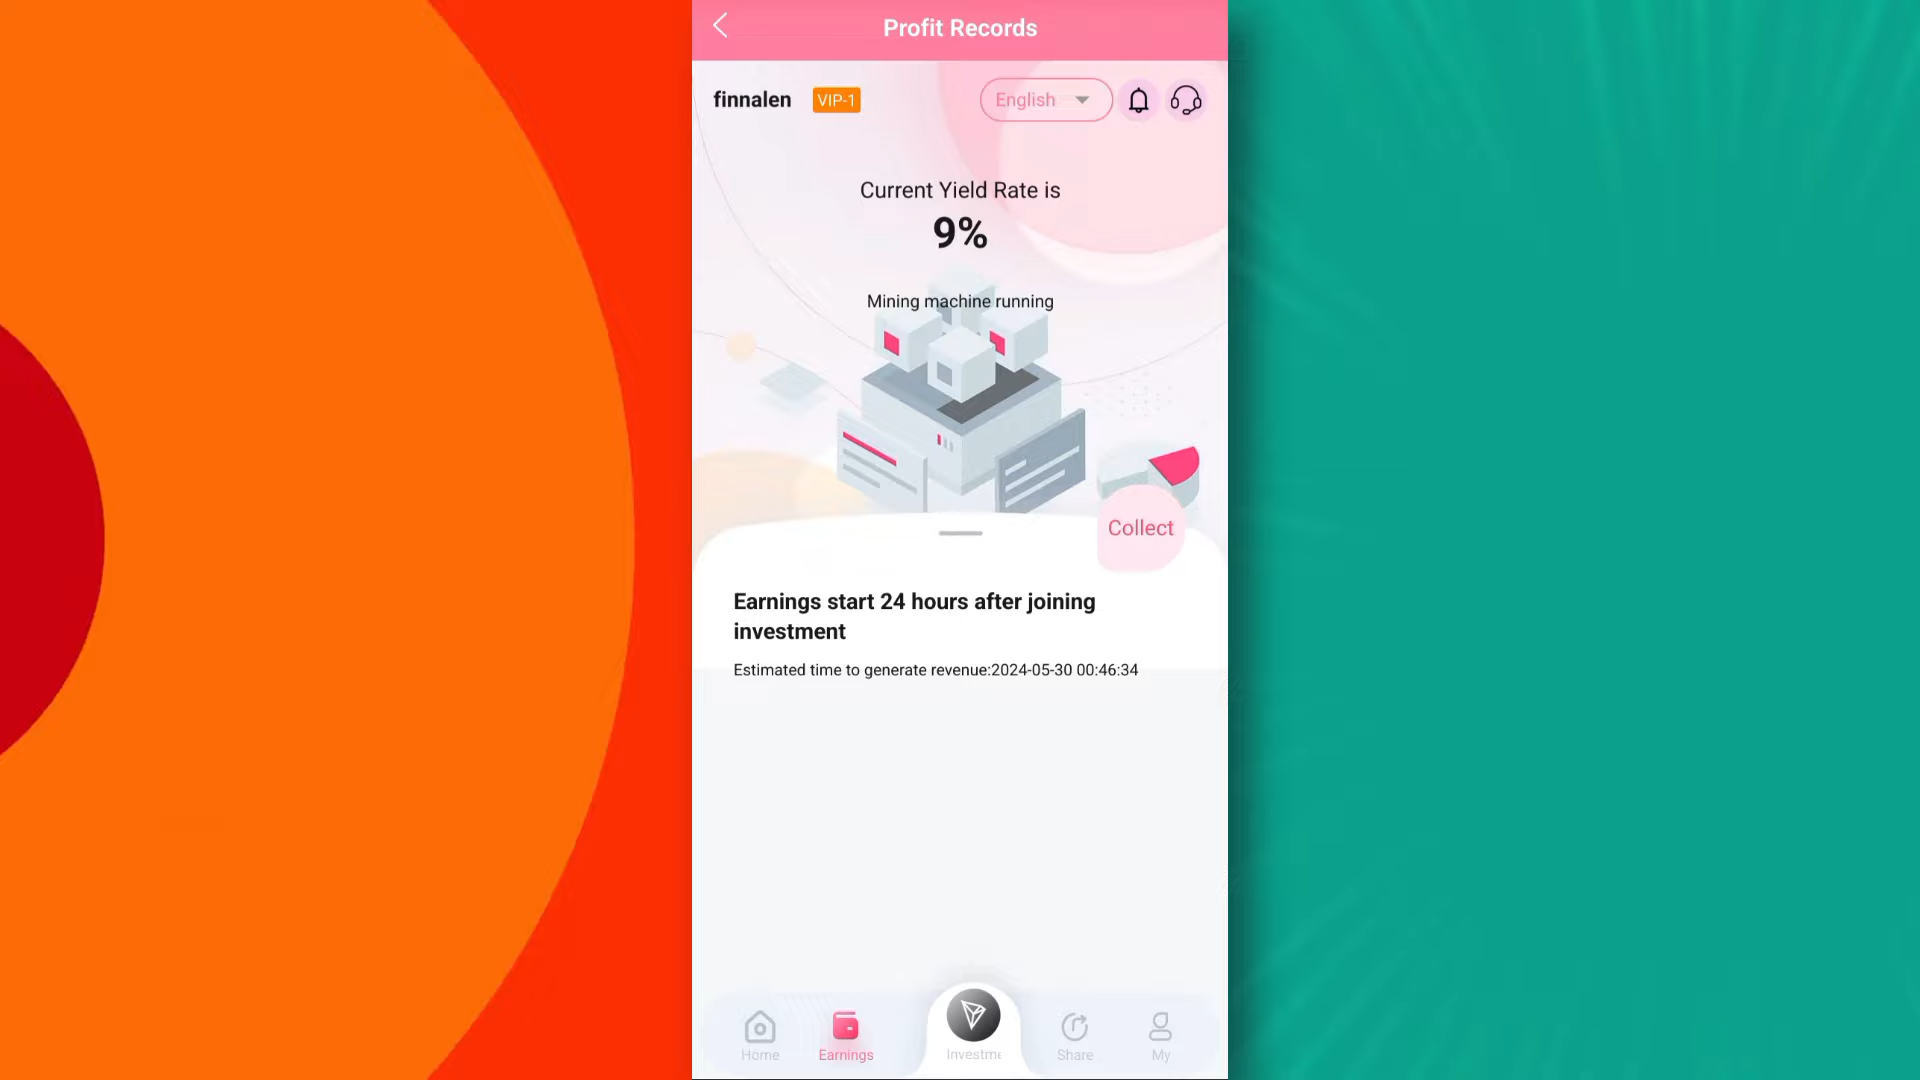 Profit Records
finnalen VIP-1 English
Current Yield Rate is
9%
Mining machine running
Collect
Earnings start 24 hours after joining
investment
Estimated time to generate revenue:2024-05-30 00:46:34
Home Earnings Investme Share My